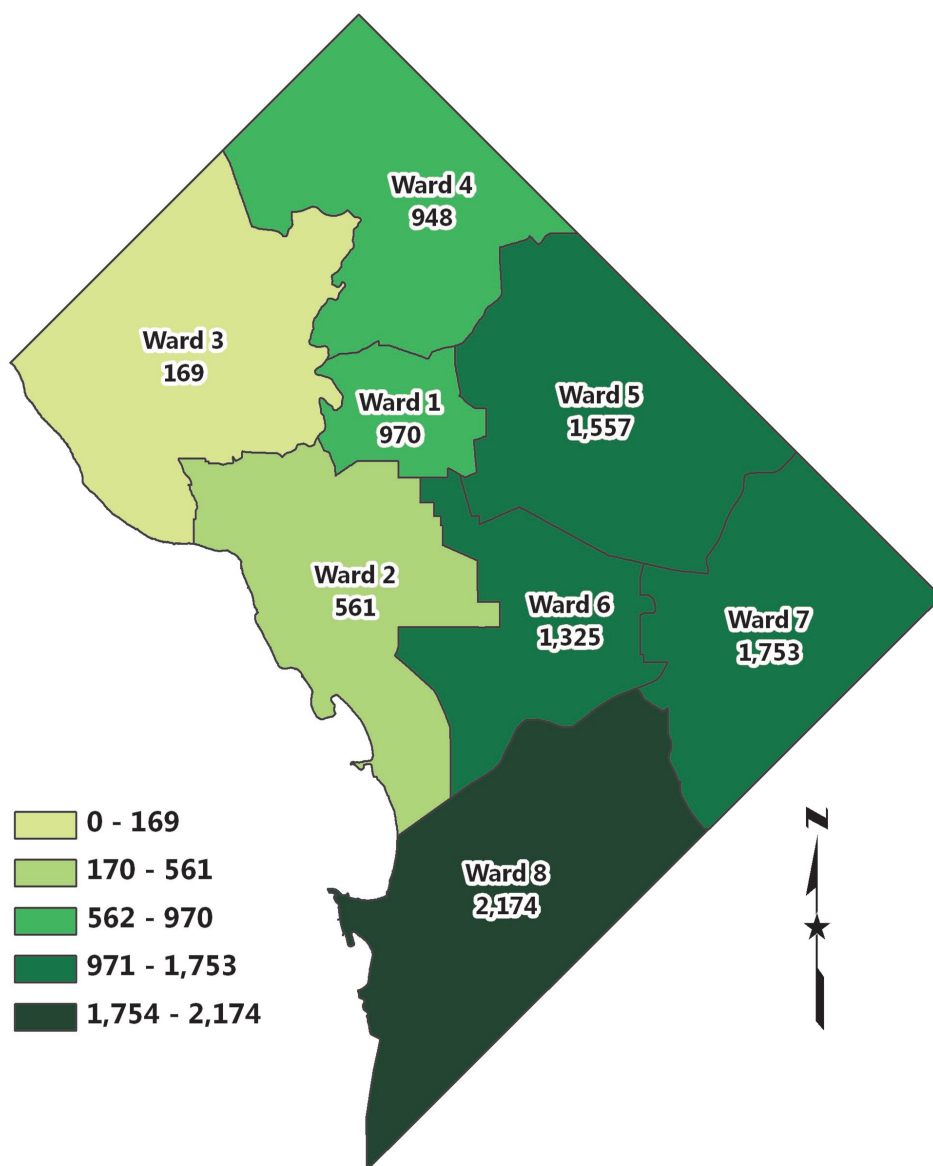 Ward 4
948
Ward 3
169
Ward 1
970
Ward 5
1,557
Ward 2
561
Ward 6
1,325
Ward 7
1,753
Ward 8
2,174
0 - 169
170 - 561
562 - 970
971 - 1,753
1,754 - 2,174
N